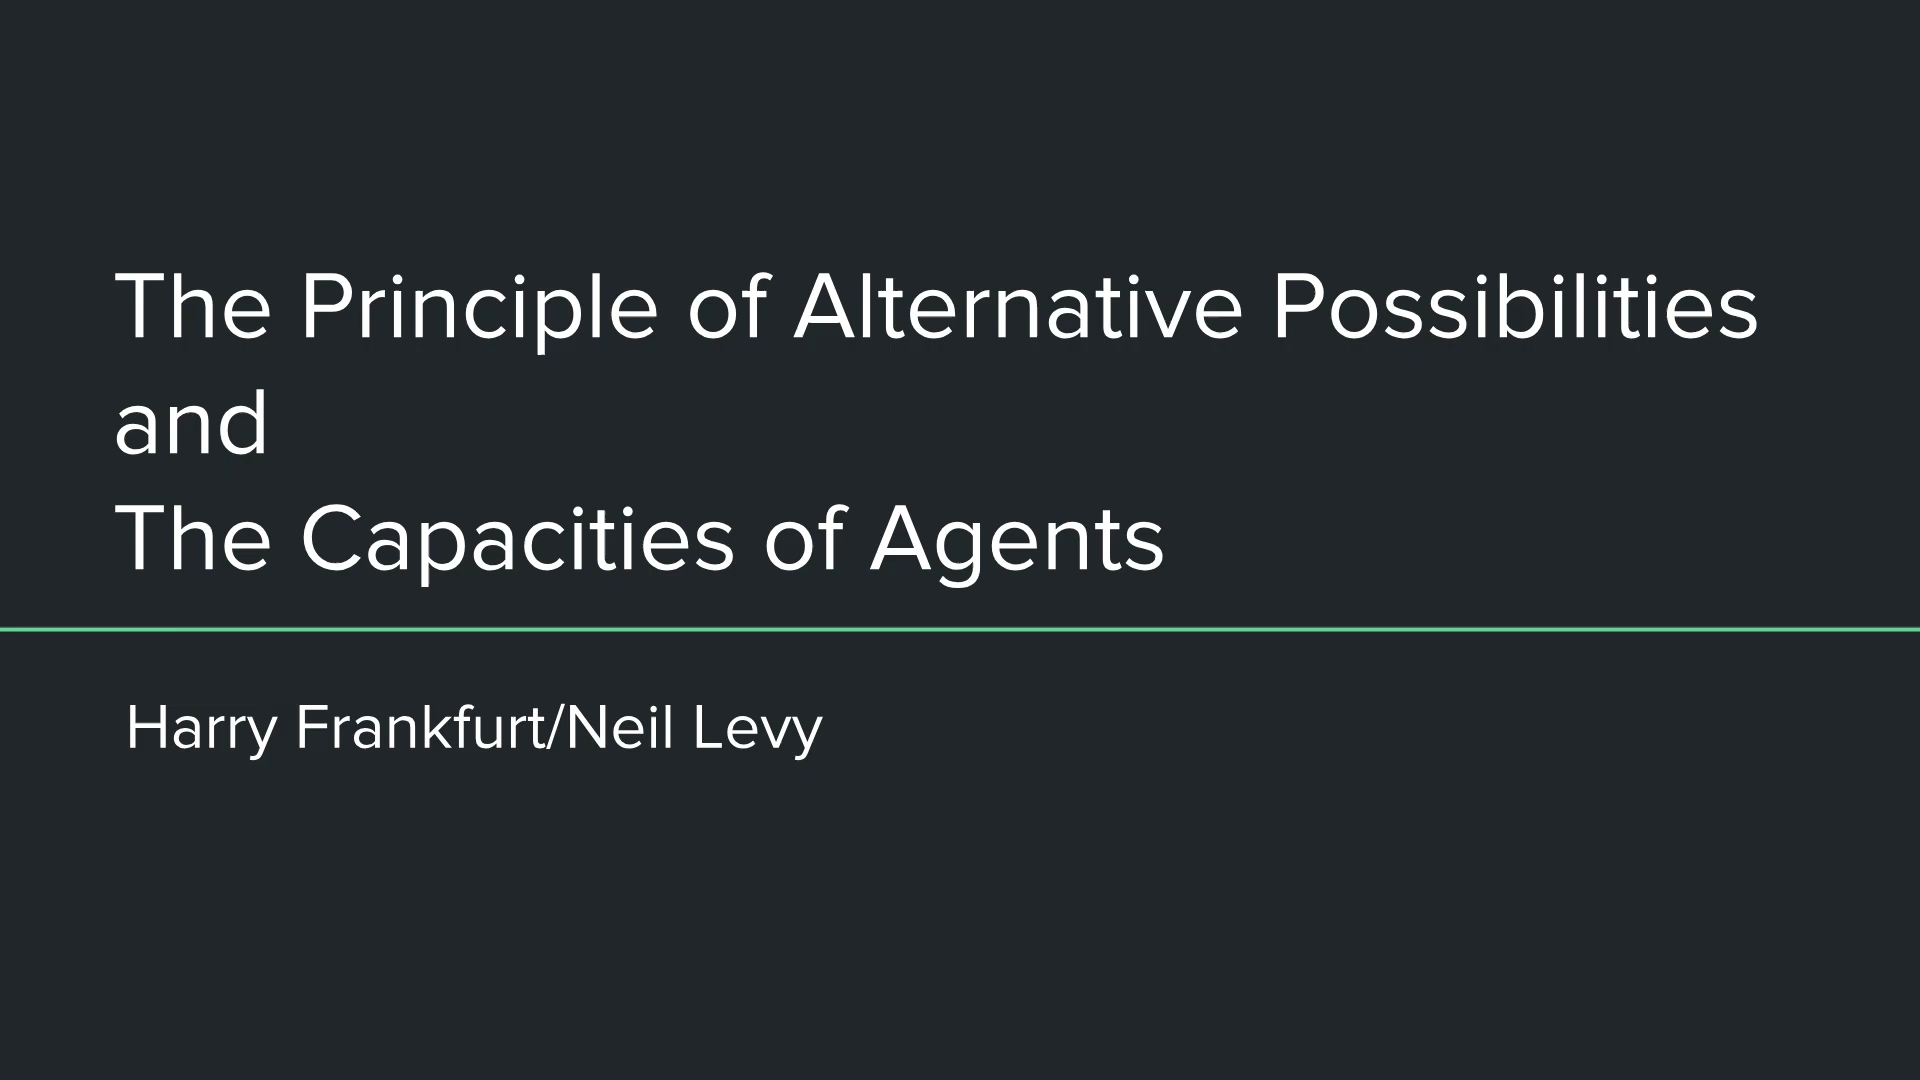 The Principle of Alternative Possibilities
and
The Capacities of Agents
Harry Frankfurt/Neil Levy